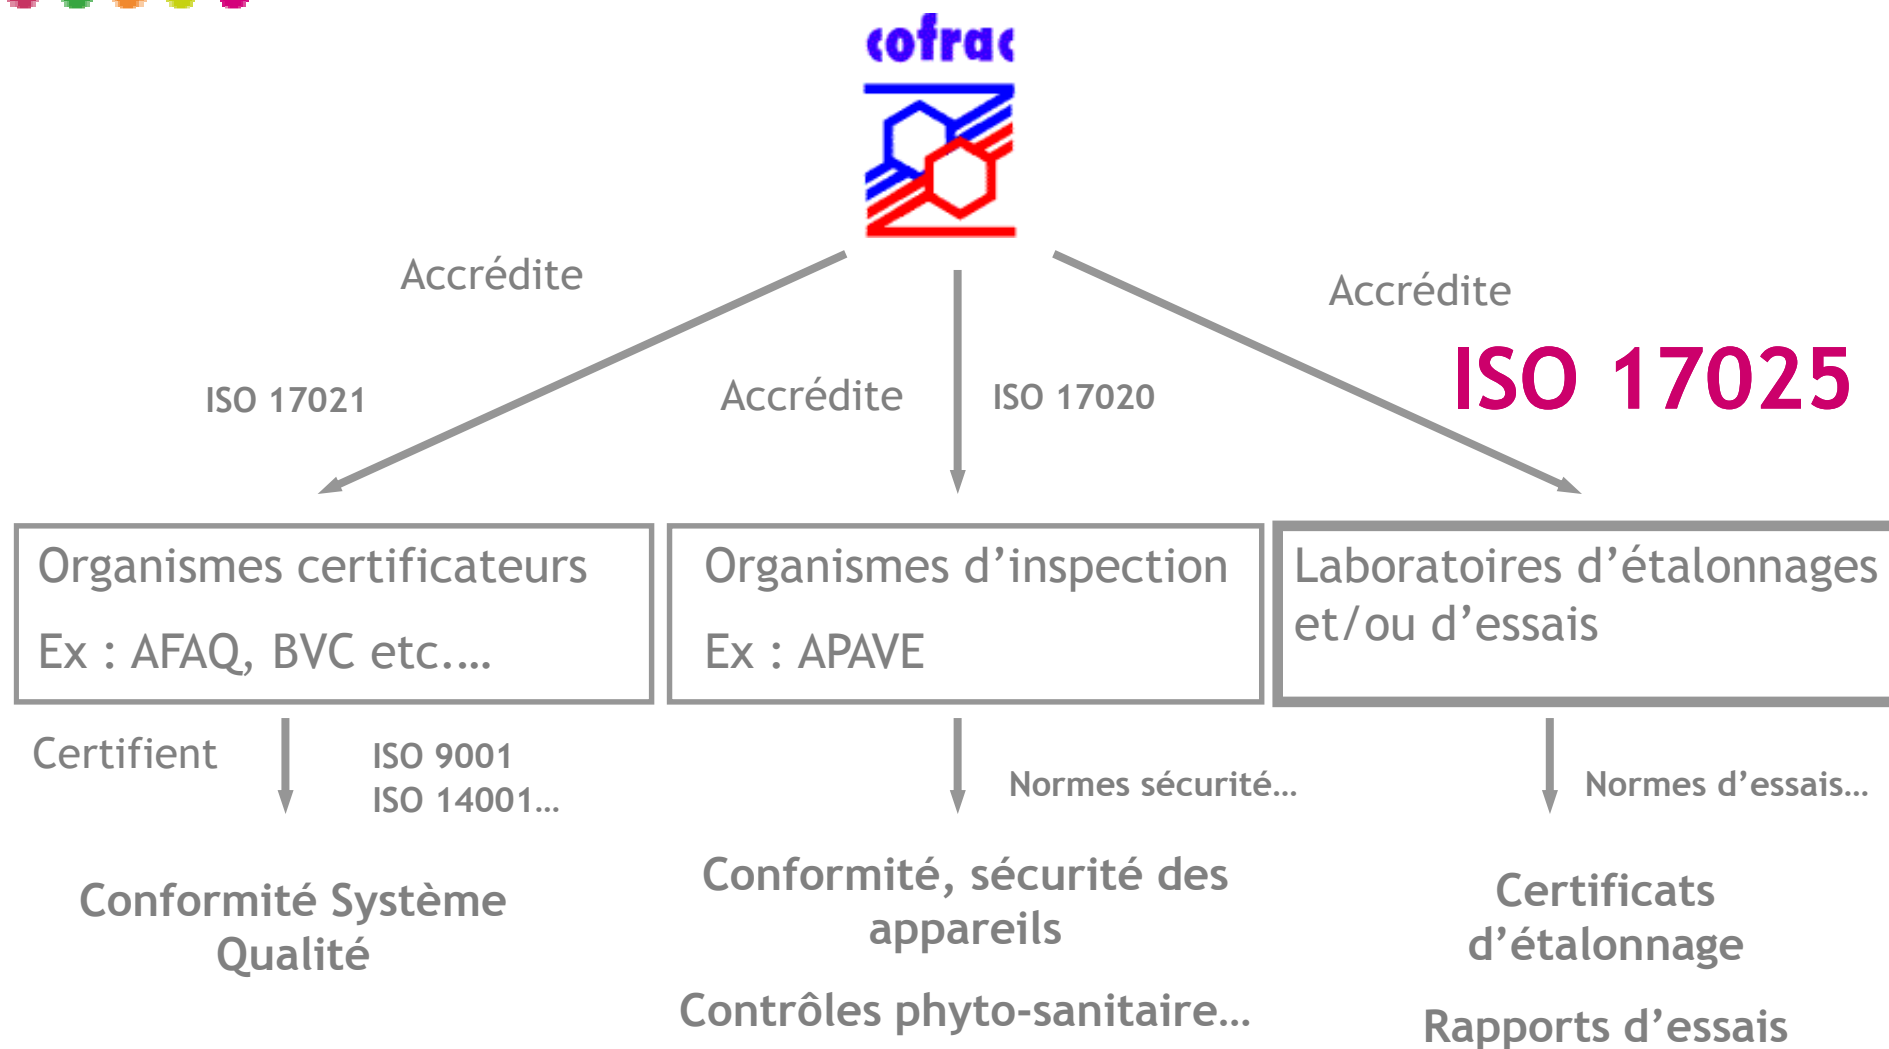 cofrac
Accrédite
Accrédite
ISO 17025
ISO 17021
Accrédite
ISO 17020
Organismes certificateurs
Ex : AFAQ, BVC etc.…
Organismes d’inspection
Ex : APAVE
Laboratoires d’étalonnages
et/ou d’essais
Certifient
ISO 9001
ISO 14001…
Normes sécurité…
Normes d’essais…
Conformité Système
Qualité
Conformité, sécurité des
appareils
Contrôles phyto-sanitaire…
Certificats
d’étalonnage
Rapports d’essais